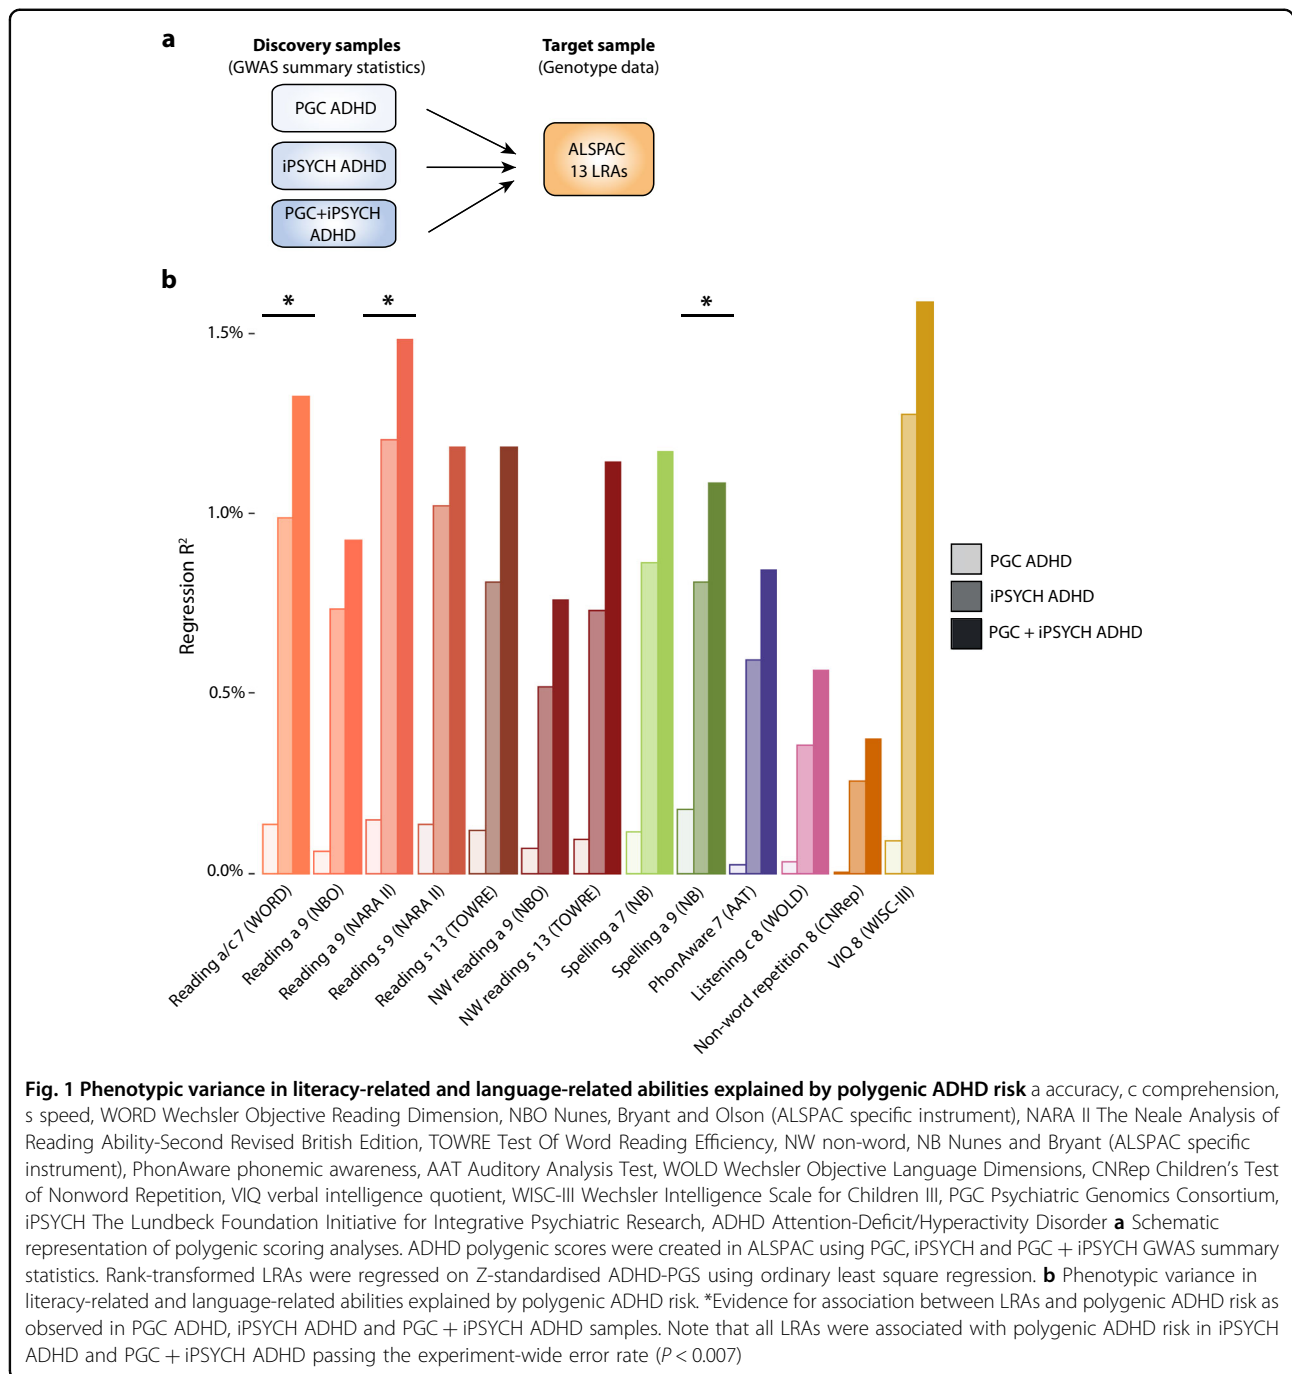 a
Discovery samples
(GWAS summary statistics)
Target sample
(Genotype data)
PGC ADHD
iPSYCH ADHD
PGC+iPSYCH
ADHD
ALSPAC
13 LRAs
b
*
*
*
1.5%
1.0%
0.5%
0.0%
Regression R²
PGC ADHD
iPSYCH ADHD
PGC + iPSYCH ADHD
Reading a/c 7 (WORD)
Reading a 9 (NBO)
Reading a 9 (NARA II)
Reading s 9 (NARA II)
Reading s 13 (TOWRE)
NW reading a 9 (NBO)
NW reading s 13 (TOWRE)
Spelling a 7 (NB)
Spelling a 9 (NB)
PhonAware 7 (AAT)
Listening c 8 (WOLD)
Non-word repetition 8 (CNRep)
VIQ 8 (WISC-III)
Fig. 1 Phenotypic variance in literacy-related and language-related abilities explained by polygenic ADHD risk a accuracy, c comprehension,
s speed, WORD Wechsler Objective Reading Dimension, NBO Nunes, Bryant and Olson (ALSPAC specific instrument), NARA II The Neale Analysis of
Reading Ability-Second Revised British Edition, TOWRE Test Of Word Reading Efficiency, NW non-word, NB Nunes and Bryant (ALSPAC specific
instrument), PhonAware phonemic awareness, AAT Auditory Analysis Test, WOLD Wechsler Objective Language Dimensions, CNRep Children's Test
of Nonword Repetition, VIQ verbal intelligence quotient, WISC-III Wechsler Intelligence Scale for Children III, PGC Psychiatric Genomics Consortium,
iPSYCH The Lundbeck Foundation Initiative for Integrative Psychiatric Research, ADHD Attention-Deficit/Hyperactivity Disorder a Schematic
representation of polygenic scoring analyses. ADHD polygenic scores were created in ALSPAC using PGC, iPSYCH and PGC + iPSYCH GWAS summary
statistics. Rank-transformed LRAs were regressed on Z-standardised ADHD-PGS using ordinary least square regression. b Phenotypic variance in
literacy-related and language-related abilities explained by polygenic ADHD risk. *Evidence for association between LRAs and polygenic ADHD risk as
observed in PGC ADHD, iPSYCH ADHD and PGC + iPSYCH ADHD samples. Note that all LRAs were associated with polygenic ADHD risk in iPSYCH
ADHD and PGC + iPSYCH ADHD passing the experiment-wide error rate (P < 0.007)